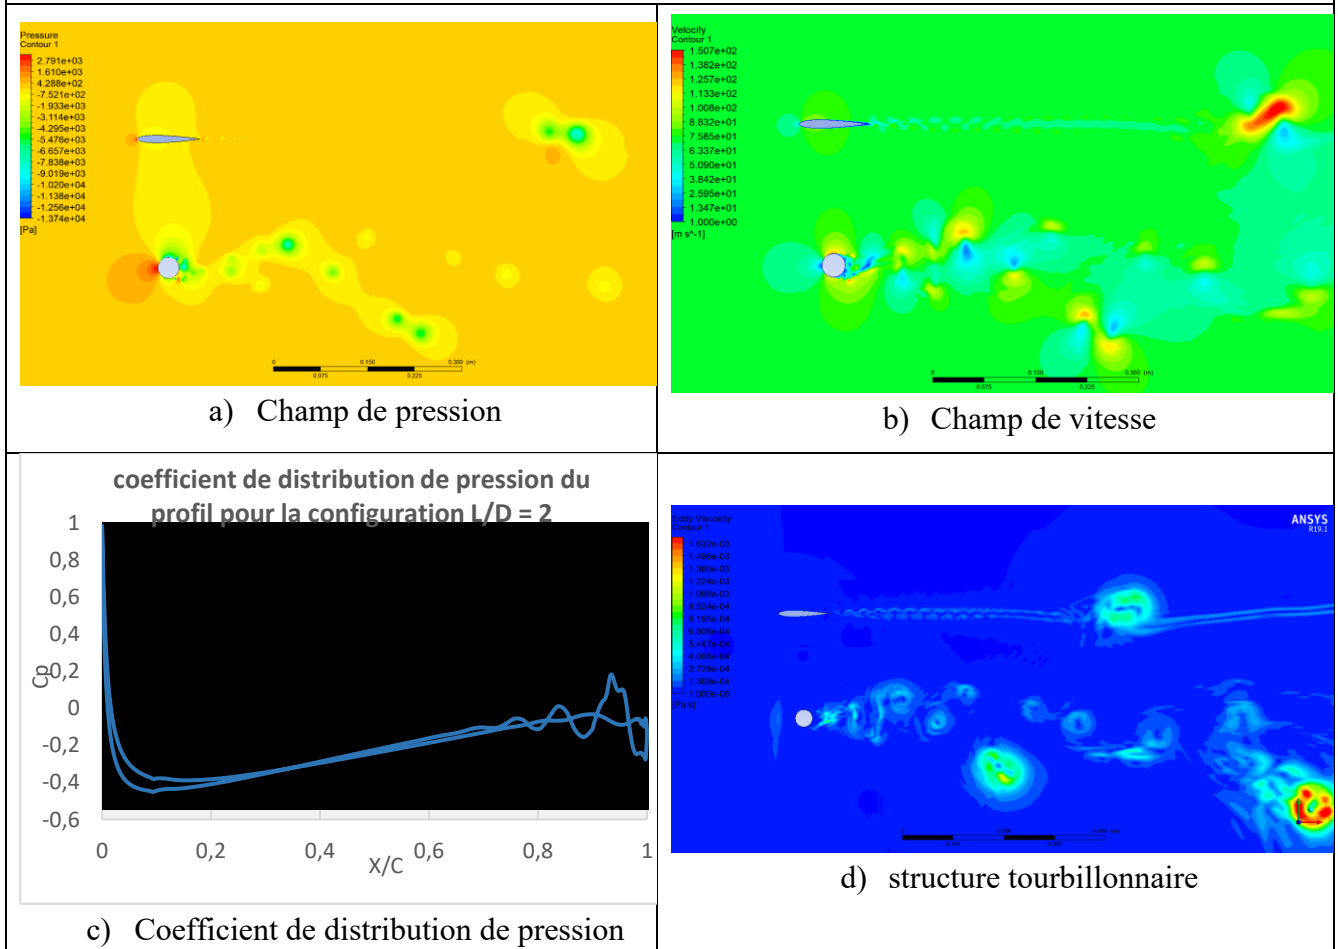 Pressure
Contour 1
2.791e+03
1.610e+03
4.288e+02
-7.521e+02
-1.933e+03
-3.114e+03
-4.295e+03
-5.476e+03
-6.657e+03
-7.838e+03
-9.019e+03
-1.020e+04
-1.138e+04
-1.256e+04
-1.374e+04
[Pa]
0 0.150 0.300 (m)
0.075 0.225
a) Champ de pression
Velocity
Contour 1
1.507e+02
1.382e+02
1.257e+02
1.133e+02
1.008e+02
8.832e+01
7.585e+01
6.337e+01
5.090e+01
3.842e+01
2.595e+01
1.347e+01
1.000e+00
[m s^-1]
0 0.150 0.300 (m)
0.075 0.225
b) Champ de vitesse
coefficient de distribution de pression du
profil pour la configuration L/D = 2
1
0,8
0,6
0,4
0,2
0
-0,2
-0,4
-0,6
Cp
0 0,2 0,4 0,6 0,8 1
X/C
c) Coefficient de distribution de pression
Eddy Viscosity
Contour 1
1.632e-03
1.496e-03
1.360e-03
1.224e-03
1.088e-03
9.524e-04
8.165e-04
6.806e-04
5.447e-04
4.088e-04
2.728e-04
1.369e-04
1.000e-06
[Pa s]
ANSYS
R19.1
d) structure tourbillonnaire